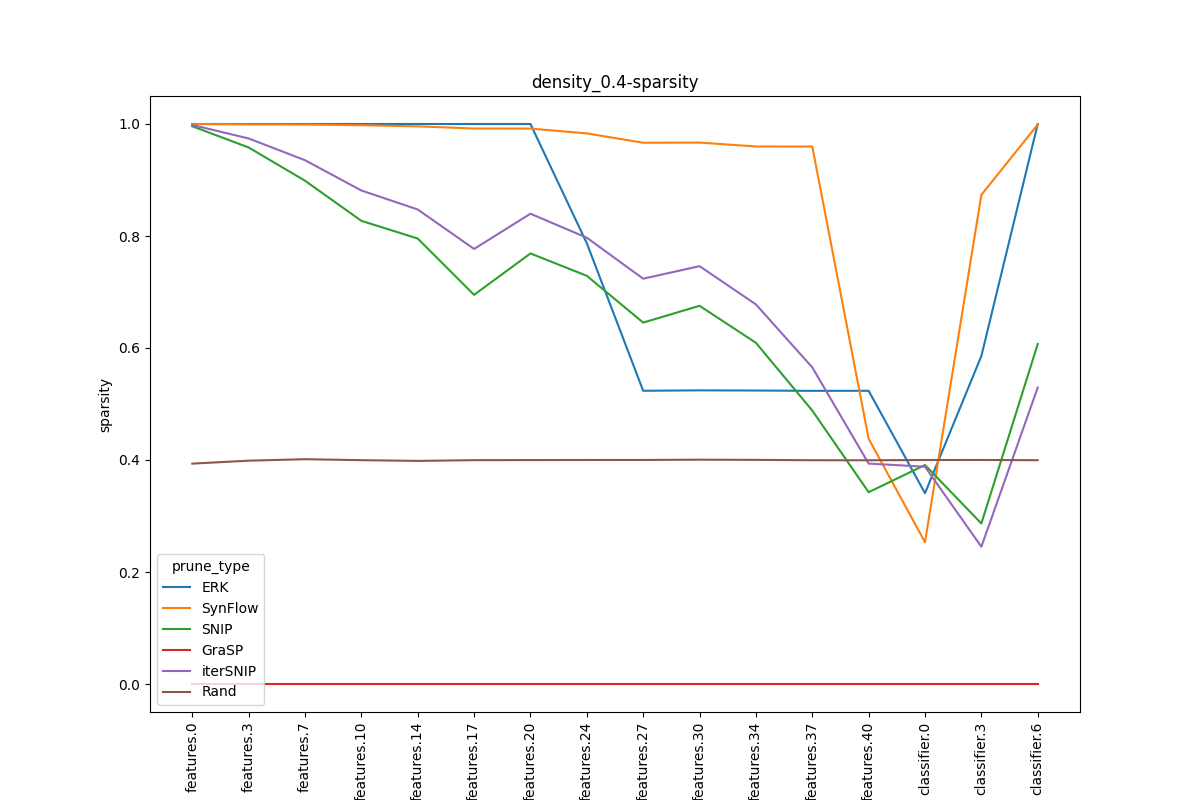 density_0.4-sparsity
sparsity
1.0
0.8
0.6
0.4
0.2
0.0
prune_type
ERK
SynFlow
SNIP
GraSP
iterSNIP
Rand
features.0
features.3
features.7
features.10
features.14
features.17
features.20
features.24
features.27
features.30
features.34
features.37
features.40
classifier.0
classifier.3
classifier.6